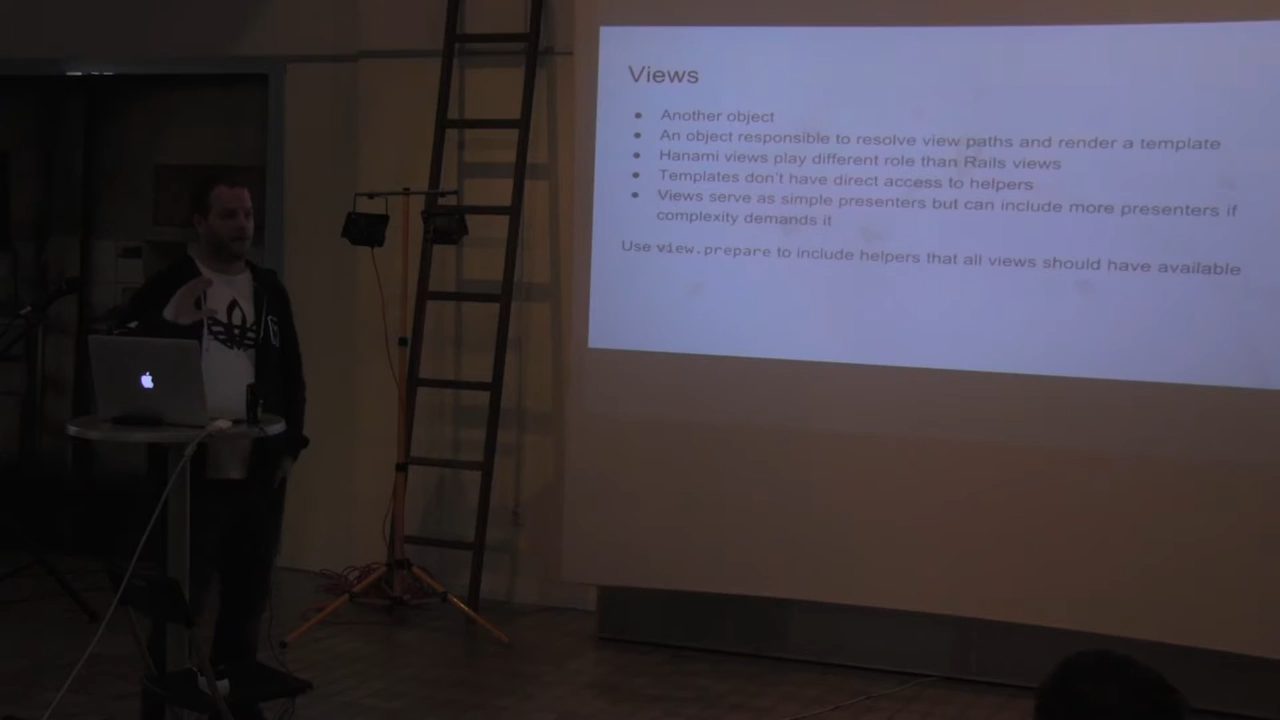 Views
● Another object
● An object responsible to resolve view paths and render a template
● Hanami views play different role than Rails views
● Templates don't have direct access to helpers
● Views serve as simple presenters but can include more presenters if
complexity demands it
Use view.prepare to include helpers that all views should have available